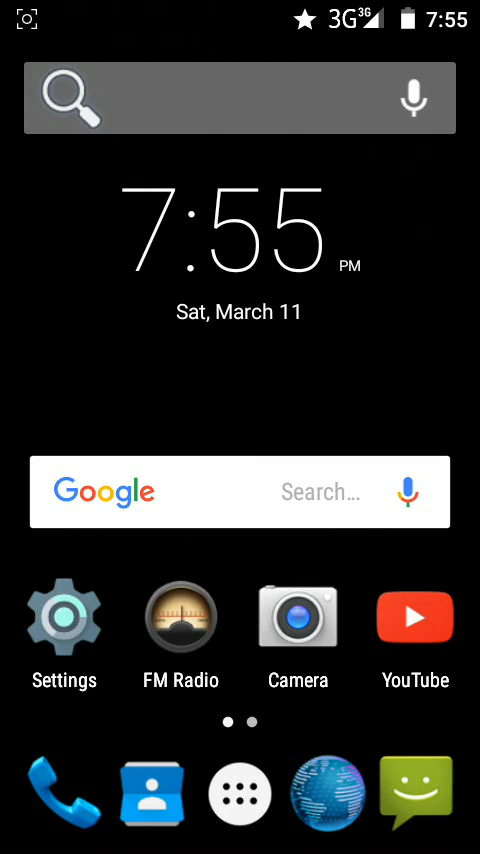 3G 3G 7:55
7:55 PM
Sat, March 11
Google Search...
Settings FM Radio Camera YouTube